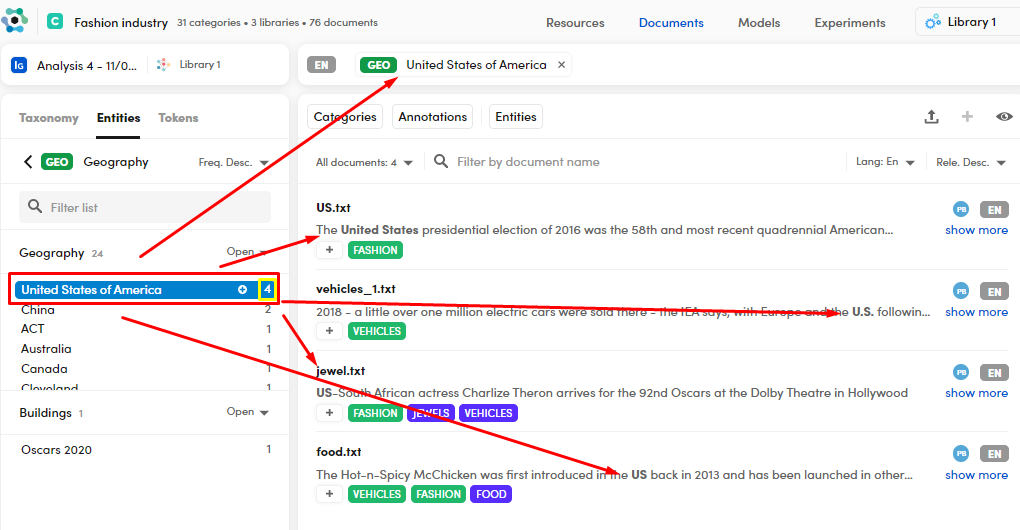 C Fashion industry 31 categories • 3 libraries • 76 documents
Resources Documents Models Experiments Library 1
IG Analysis 4 - 11/0... Library 1
EN GEO United States of America ×
Taxonomy Entities Tokens
Categories Annotations Entities
GEO Geography Freq. Desc.
All documents: 4 Filter by document name Lang: En Rele. Desc.
Filter list
Geography 24 Open
United States of America 4
China 2
ACT 1
Australia 1
Canada 1
Cleveland 1
Buildings 1 Open
Oscars 2020 1
US.txt PB EN
The United States presidential election of 2016 was the 58th and most recent quadrennial American... show more
+ FASHION
vehicles_1.txt PB EN
2018 - a little over one million electric cars were sold there - the IEA says, with Europe and the U.S. followin... show more
+ VEHICLES
jewel.txt PB EN
US-South African actress Charlize Theron arrives for the 92nd Oscars at the Dolby Theatre in Hollywood show more
+ FASHION JEWELS VEHICLES
food.txt PB EN
The Hot-n-Spicy McChicken was first introduced in the US back in 2013 and has been launched in other... show more
+ VEHICLES FASHION FOOD